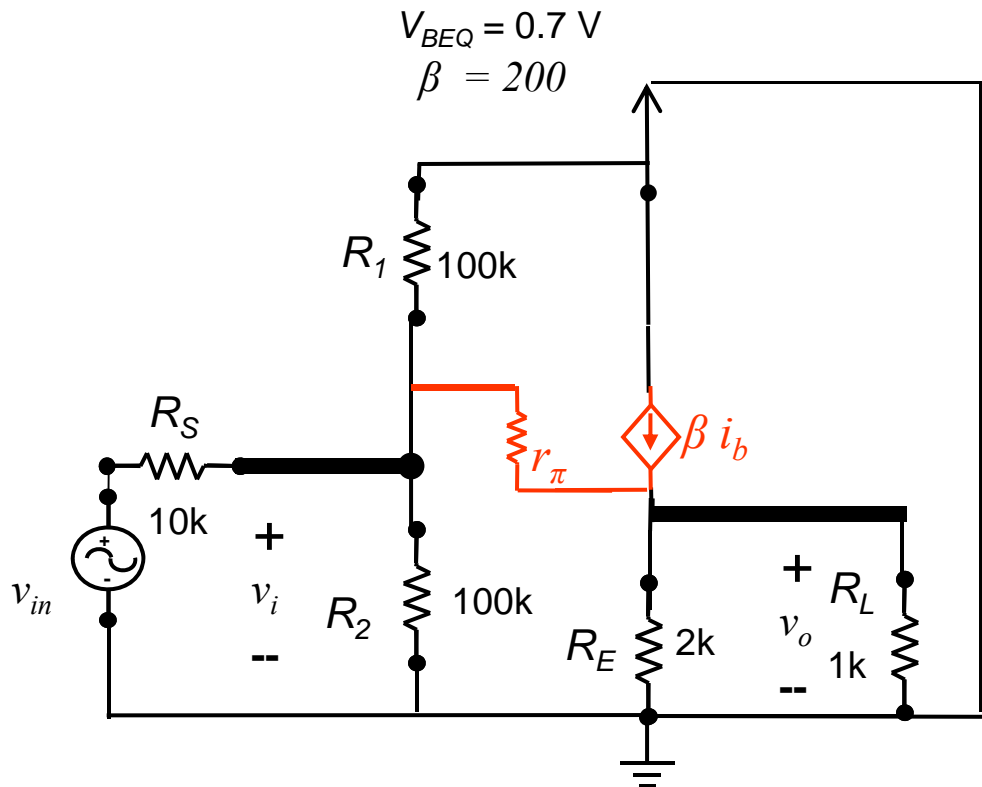 V_BEQ = 0.7 V
β = 200
R_1
100k
R_S
10k
+
-
v_in
+
v_i
--
R_2
100k
r_π
β i_b
R_E
2k
+
v_o
--
R_L
1k